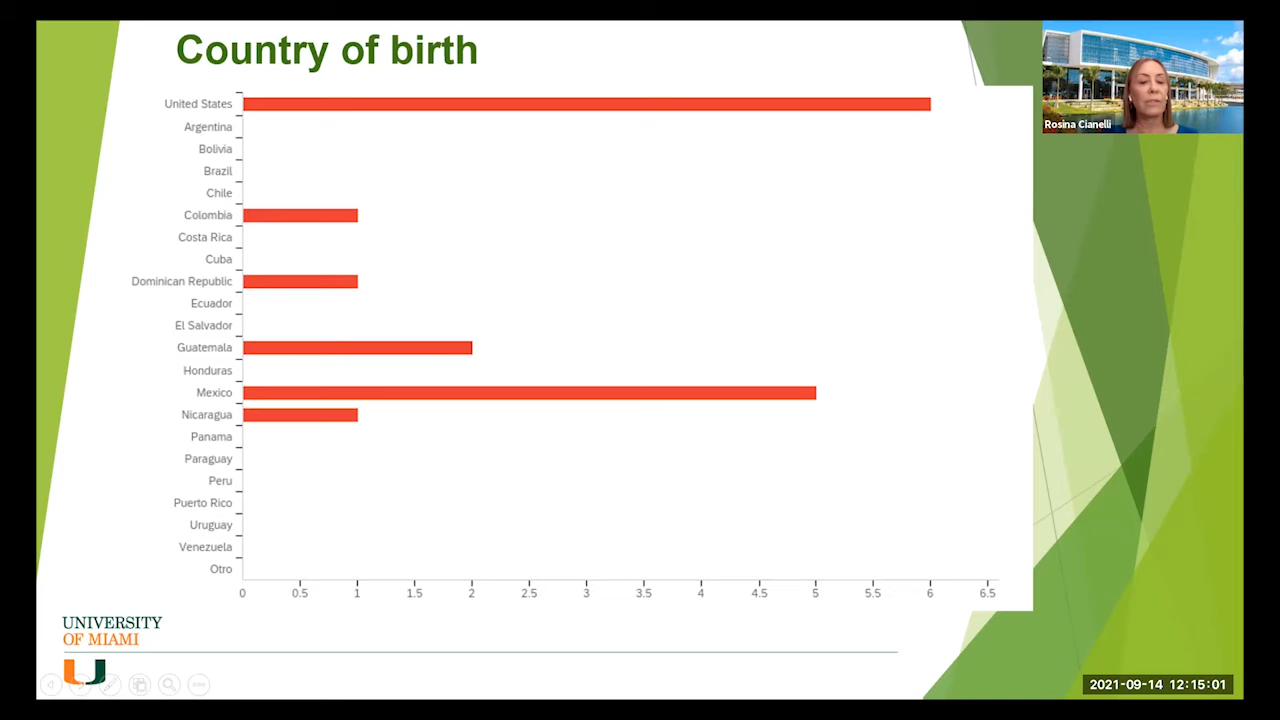 Country of birth
Rosina Cianelli
United States
Argentina
Bolivia
Brazil
Chile
Colombia
Costa Rica
Cuba
Dominican Republic
Ecuador
El Salvador
Guatemala
Honduras
Mexico
Nicaragua
Panama
Paraguay
Peru
Puerto Rico
Uruguay
Venezuela
Otro
0 0.5 1 1.5 2 2.5 3 3.5 4 4.5 5 5.5 6 6.5
UNIVERSITY
OF MIAMI
2021-09-14 12:15:01